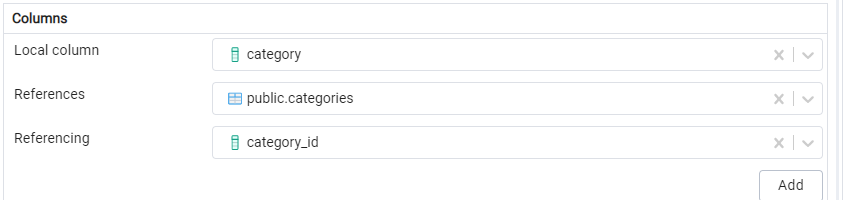 Columns
Local column
category
References
public.categories
Referencing
category_id
Add